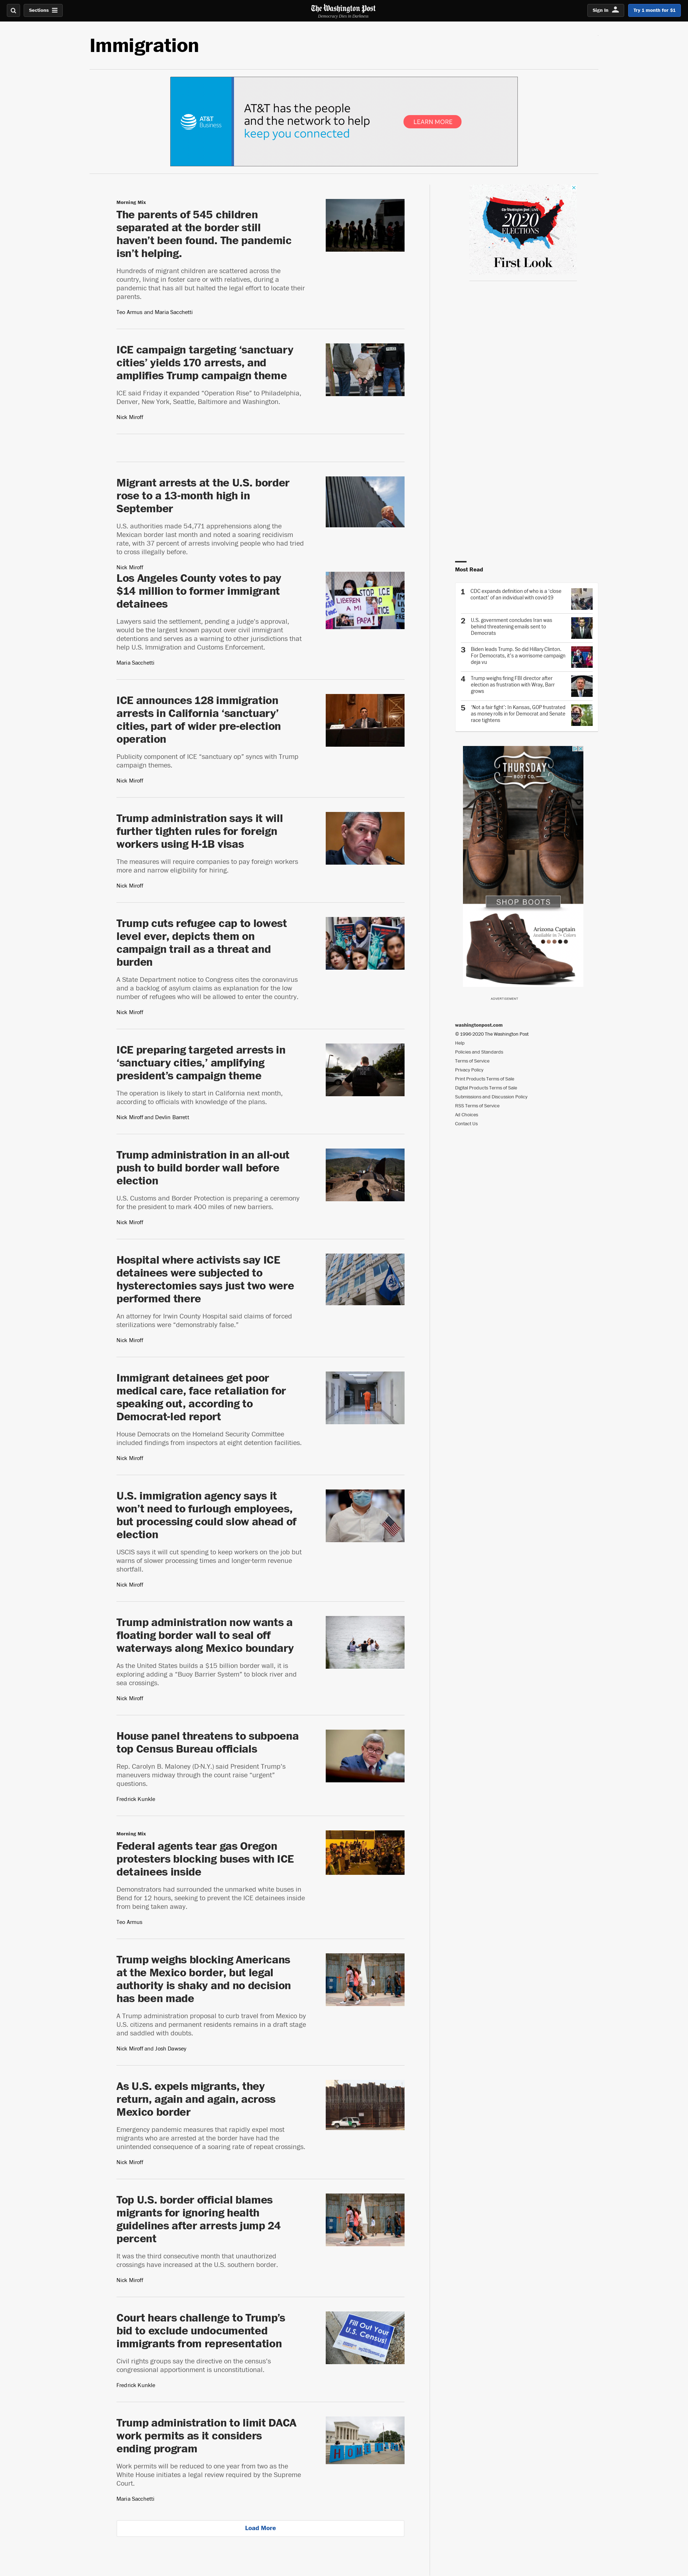 Sections
The Washington Post
Democracy Dies in Darkness
Sign In
Try 1 month for $1
Immigration
AT&T Business
AT&T has the people
and the network to help
keep you connected
LEARN MORE
Morning Mix
The parents of 545 children
separated at the border still
haven’t been found. The pandemic
isn’t helping.
Hundreds of migrant children are scattered across the
country, living in foster care or with relatives, during a
pandemic that has all but halted the legal effort to locate their
parents.
Teo Armus and Maria Sacchetti
ICE campaign targeting ‘sanctuary
cities’ yields 170 arrests, and
amplifies Trump campaign theme
ICE said Friday it expanded “Operation Rise” to Philadelphia,
Denver, New York, Seattle, Baltimore and Washington.
Nick Miroff
Migrant arrests at the U.S. border
rose to a 13-month high in
September
U.S. authorities made 54,771 apprehensions along the
Mexican border last month and noted a soaring recidivism
rate, with 37 percent of arrests involving people who had tried
to cross illegally before.
Nick Miroff
Los Angeles County votes to pay
$14 million to former immigrant
detainees
Lawyers said the settlement, pending a judge’s approval,
would be the largest known payout over civil immigrant
detentions and serves as a warning to other jurisdictions that
help U.S. Immigration and Customs Enforcement.
Maria Sacchetti
LIBEREN
A MI
PAPA!
STOP
ICE
ICE announces 128 immigration
arrests in California ‘sanctuary’
cities, part of wider pre-election
operation
Publicity component of ICE “sanctuary op” syncs with Trump
campaign themes.
Nick Miroff
Trump administration says it will
further tighten rules for foreign
workers using H-1B visas
The measures will require companies to pay foreign workers
more and narrow eligibility for hiring.
Nick Miroff
Trump cuts refugee cap to lowest
level ever, depicts them on
campaign trail as a threat and
burden
A State Department notice to Congress cites the coronavirus
and a backlog of asylum claims as explanation for the low
number of refugees who will be allowed to enter the country.
Nick Miroff
ICE preparing targeted arrests in
‘sanctuary cities,’ amplifying
president’s campaign theme
The operation is likely to start in California next month,
according to officials with knowledge of the plans.
Nick Miroff and Devlin Barrett
Trump administration in an all-out
push to build border wall before
election
U.S. Customs and Border Protection is preparing a ceremony
for the president to mark 400 miles of new barriers.
Nick Miroff
Hospital where activists say ICE
detainees were subjected to
hysterectomies says just two were
performed there
An attorney for Irwin County Hospital said claims of forced
sterilizations were “demonstrably false.”
Nick Miroff
Immigrant detainees get poor
medical care, face retaliation for
speaking out, according to
Democrat-led report
House Democrats on the Homeland Security Committee
included findings from inspectors at eight detention facilities.
Nick Miroff
U.S. immigration agency says it
won’t need to furlough employees,
but processing could slow ahead of
election
USCIS says it will cut spending to keep workers on the job but
warns of slower processing times and longer-term revenue
shortfall.
Nick Miroff
Trump administration now wants a
floating border wall to seal off
waterways along Mexico boundary
As the United States builds a $15 billion border wall, it is
exploring adding a “Buoy Barrier System” to block river and
sea crossings.
Nick Miroff
House panel threatens to subpoena
top Census Bureau officials
Rep. Carolyn B. Maloney (D-N.Y.) said President Trump’s
maneuvers midway through the count raise “urgent”
questions.
Fredrick Kunkle
Morning Mix
Federal agents tear gas Oregon
protesters blocking buses with ICE
detainees inside
Demonstrators had surrounded the unmarked white buses in
Bend for 12 hours, seeking to prevent the ICE detainees inside
from being taken away.
Teo Armus
Trump weighs blocking Americans
at the Mexico border, but legal
authority is shaky and no decision
has been made
A Trump administration proposal to curb travel from Mexico by
U.S. citizens and permanent residents remains in a draft stage
and saddled with doubts.
Nick Miroff and Josh Dawsey
As U.S. expels migrants, they
return, again and again, across
Mexico border
Emergency pandemic measures that rapidly expel most
migrants who are arrested at the border have had the
unintended consequence of a soaring rate of repeat crossings.
Nick Miroff
Top U.S. border official blames
migrants for ignoring health
guidelines after arrests jump 24
percent
It was the third consecutive month that unauthorized
crossings have increased at the U.S. southern border.
Nick Miroff
Court hears challenge to Trump’s
bid to exclude undocumented
immigrants from representation
Civil rights groups say the directive on the census’s
congressional apportionment is unconstitutional.
Fredrick Kunkle
Fill Out Your
U.S. Census!
Trump administration to limit DACA
work permits as it considers
ending program
Work permits will be reduced to one year from two as the
White House initiates a legal review required by the Supreme
Court.
Maria Sacchetti
Load More
The Washington Post LIVE
2020
ELECTIONS
First Look
Most Read
1 CDC expands definition of who is a ‘close
contact’ of an individual with covid-19
2 U.S. government concludes Iran was
behind threatening emails sent to
Democrats
3 Biden leads Trump. So did Hillary Clinton.
For Democrats, it’s a worrisome campaign
deja vu
4 Trump weighs firing FBI director after
election as frustration with Wray, Barr
grows
5 ‘Not a fair fight’: In Kansas, GOP frustrated
as money rolls in for Democrat and Senate
race tightens
THURSDAY
BOOT CO.
SHOP BOOTS
Arizona Captain
Available in 7+ Colors
ADVERTISEMENT
washingtonpost.com
© 1996-2020 The Washington Post
Help
Policies and Standards
Terms of Service
Privacy Policy
Print Products Terms of Sale
Digital Products Terms of Sale
Submissions and Discussion Policy
RSS Terms of Service
Ad Choices
Contact Us